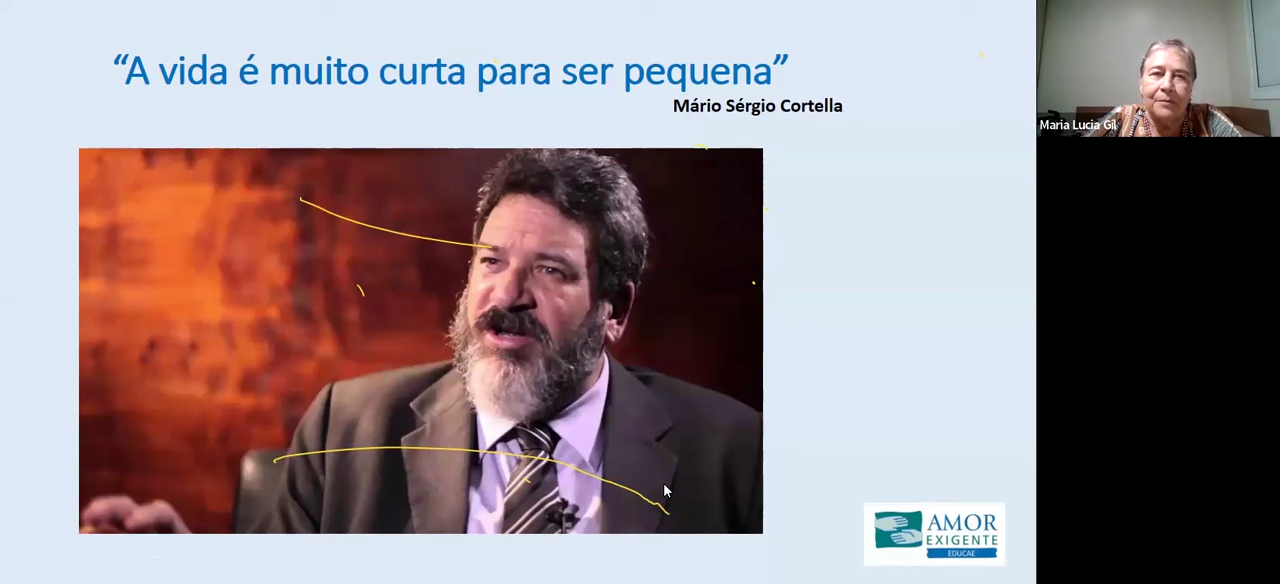 “A vida é muito curta para ser pequena”
Mário Sérgio Cortella
Maria Lucia Gil
AMOR
EXIGENTE
EDUCAE